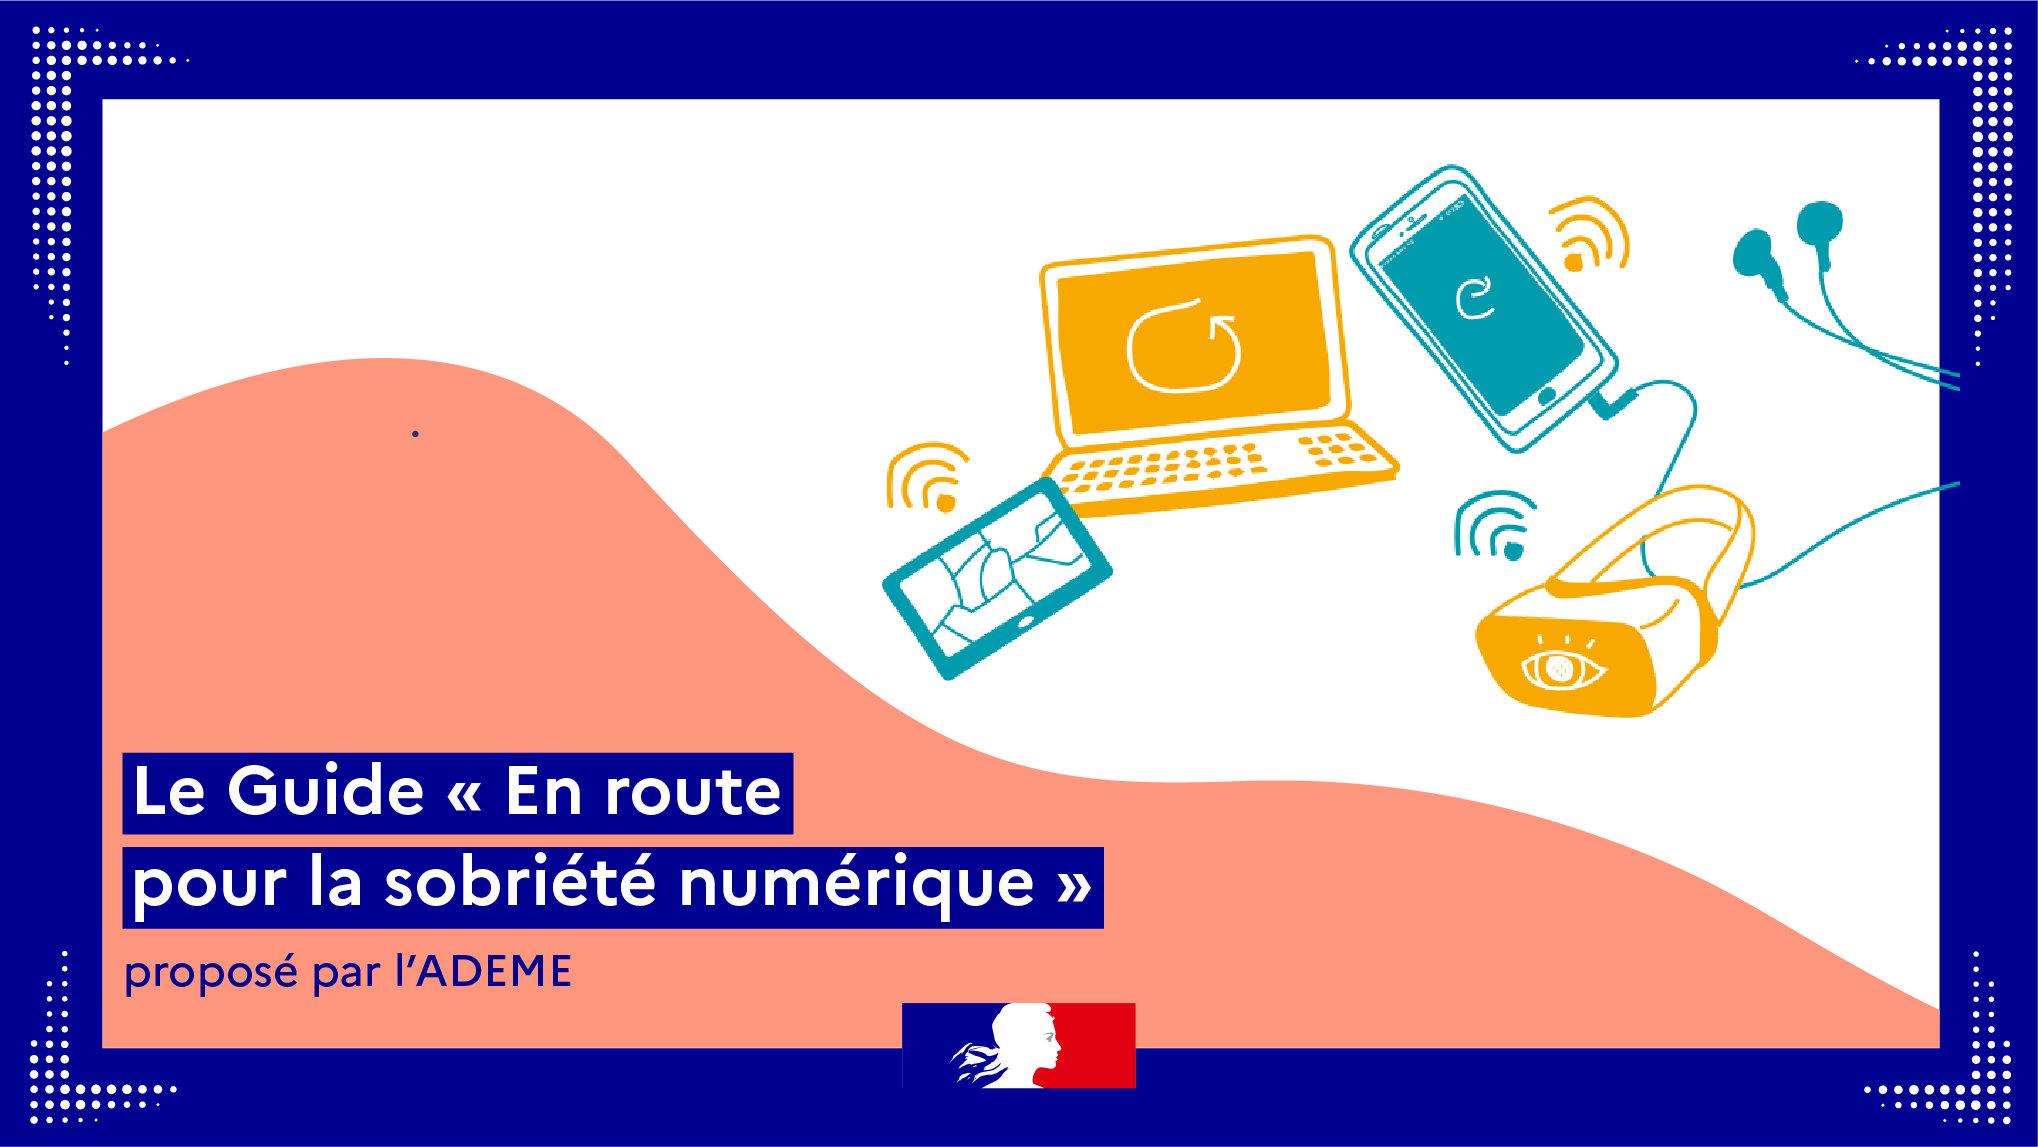 Le Guide « En route
pour la sobriété numérique »
proposé par l’ADEME